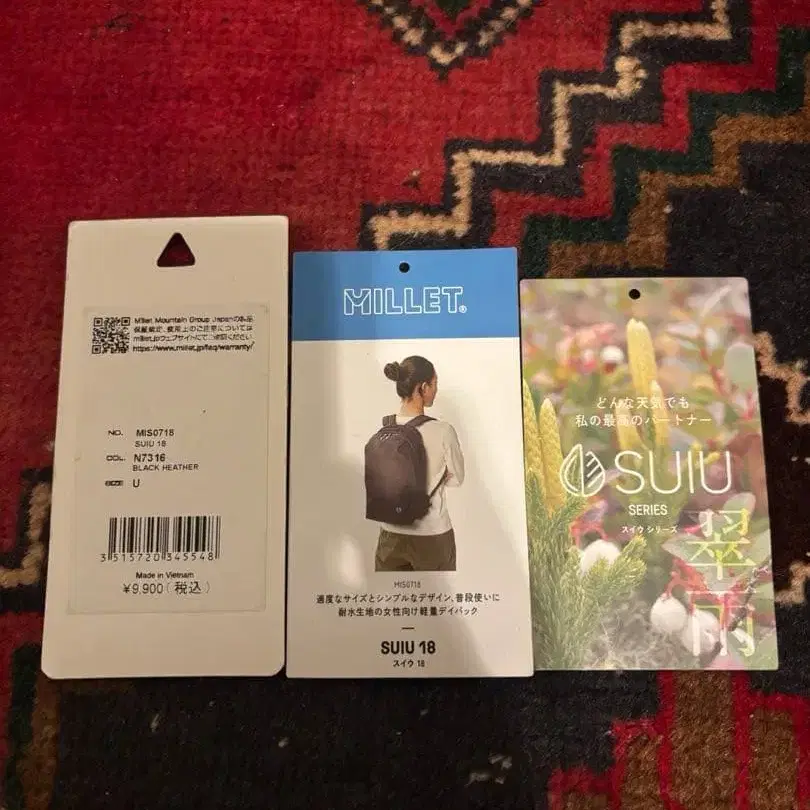 Millet Mountain Group Japanの製品
保証規定、使用上のご注意については
millet.jpウェブサイトにてご確認ください
https://www.millet.jp/faq/warranty/
NO. MIS0718
SUIU 18
COL. N7316
BLACK HEATHER
SIZE U
3 515720 345548
Made in Vietnam
¥9,900 (税込)
MILLET®
MIS0718
適度なサイズとシンプルなデザイン、普段使いに
耐水生地の女性向け軽量デイパック
SUIU 18
スイウ 18
どんな天気でも
私の最高のパートナー
SUIU
SERIES
スイウ シリーズ
翠雨